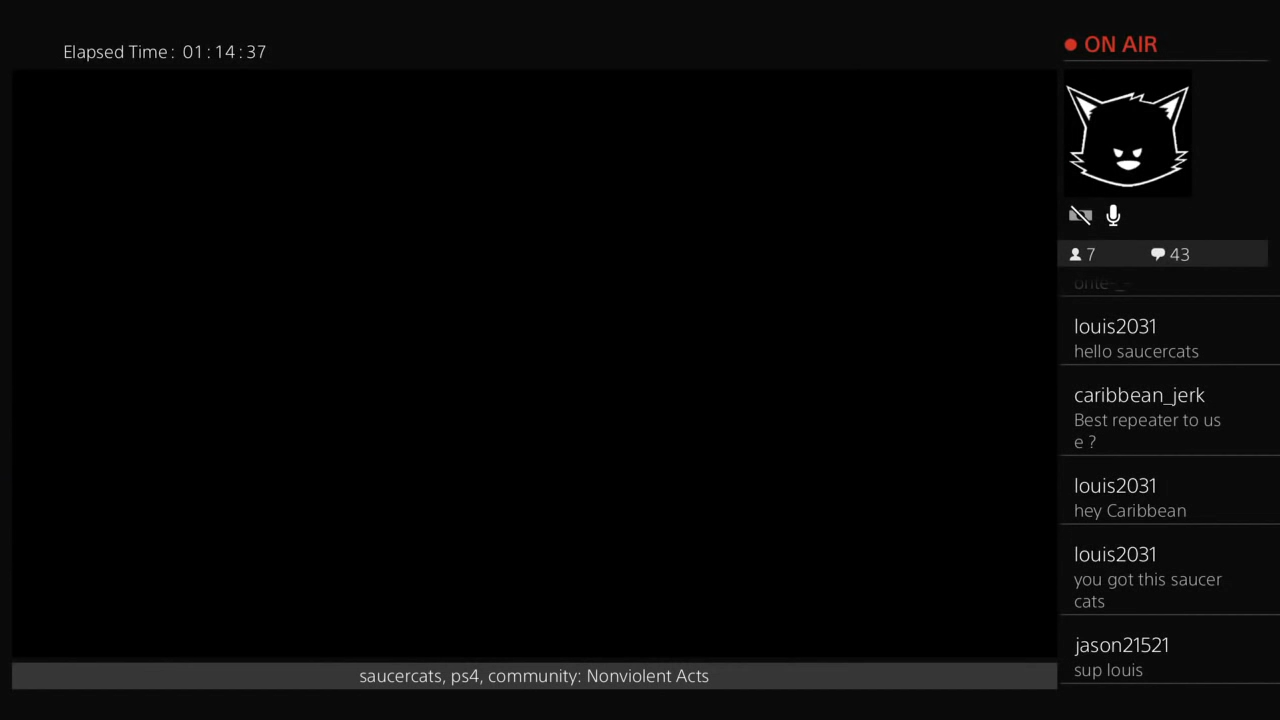 Elapsed Time: 01:14:37
ON AIR
7 43
louis2031
hello saucercats
caribbean_jerk
Best repeater to us
e ?
louis2031
hey Caribbean
louis2031
you got this saucer
cats
jason21521
sup louis
saucercats, ps4, community: Nonviolent Acts